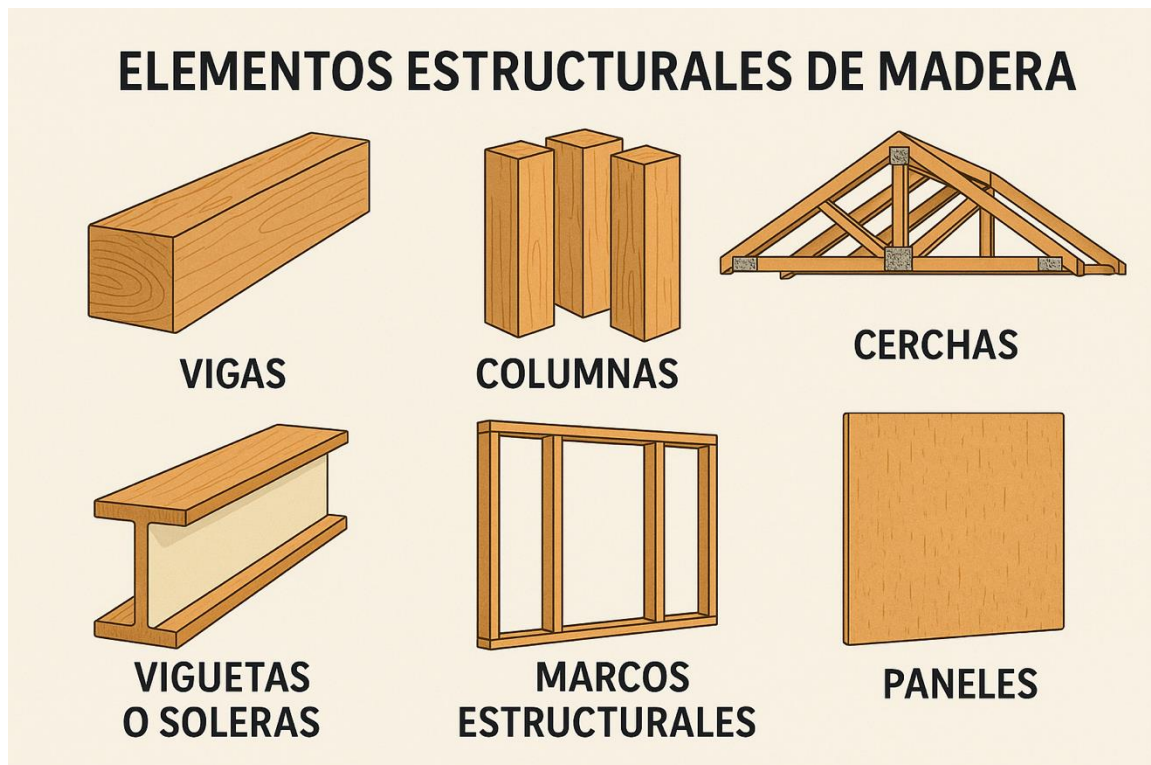 ELEMENTOS ESTRUCTURALES DE MADERA
VIGAS
COLUMNAS
CERCHAS
VIGUETAS
O SOLERAS
MARCOS
ESTRUCTURALES
PANELES